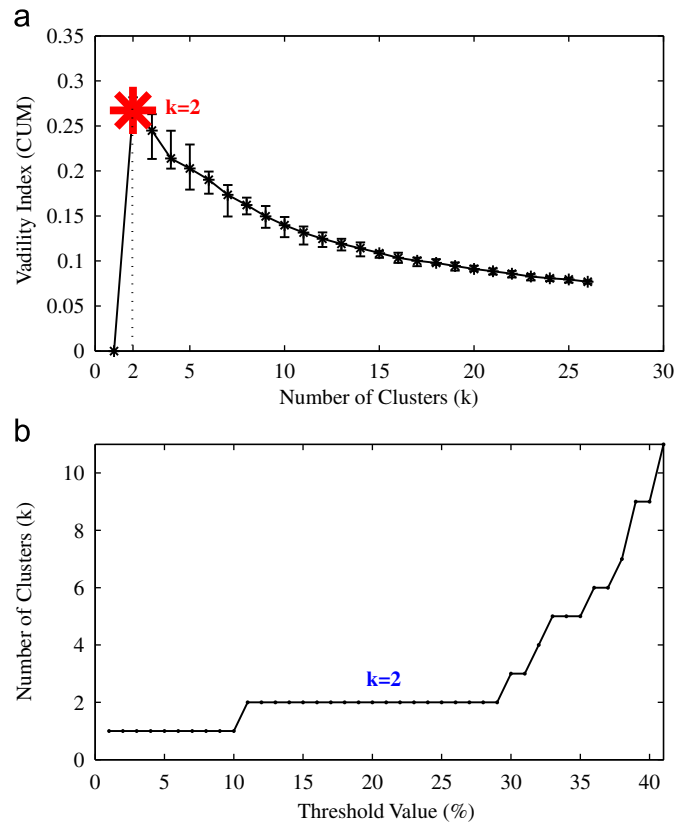 a
0.35
0.3
0.25
0.2
0.15
0.1
0.05
0
Vadility Index (CUM)
k=2
0 2 5 10 15 20 25 30
Number of Clusters (k)
b
10
8
6
4
2
0
Number of Clusters (k)
k=2
0 5 10 15 20 25 30 35 40
Threshold Value (%)